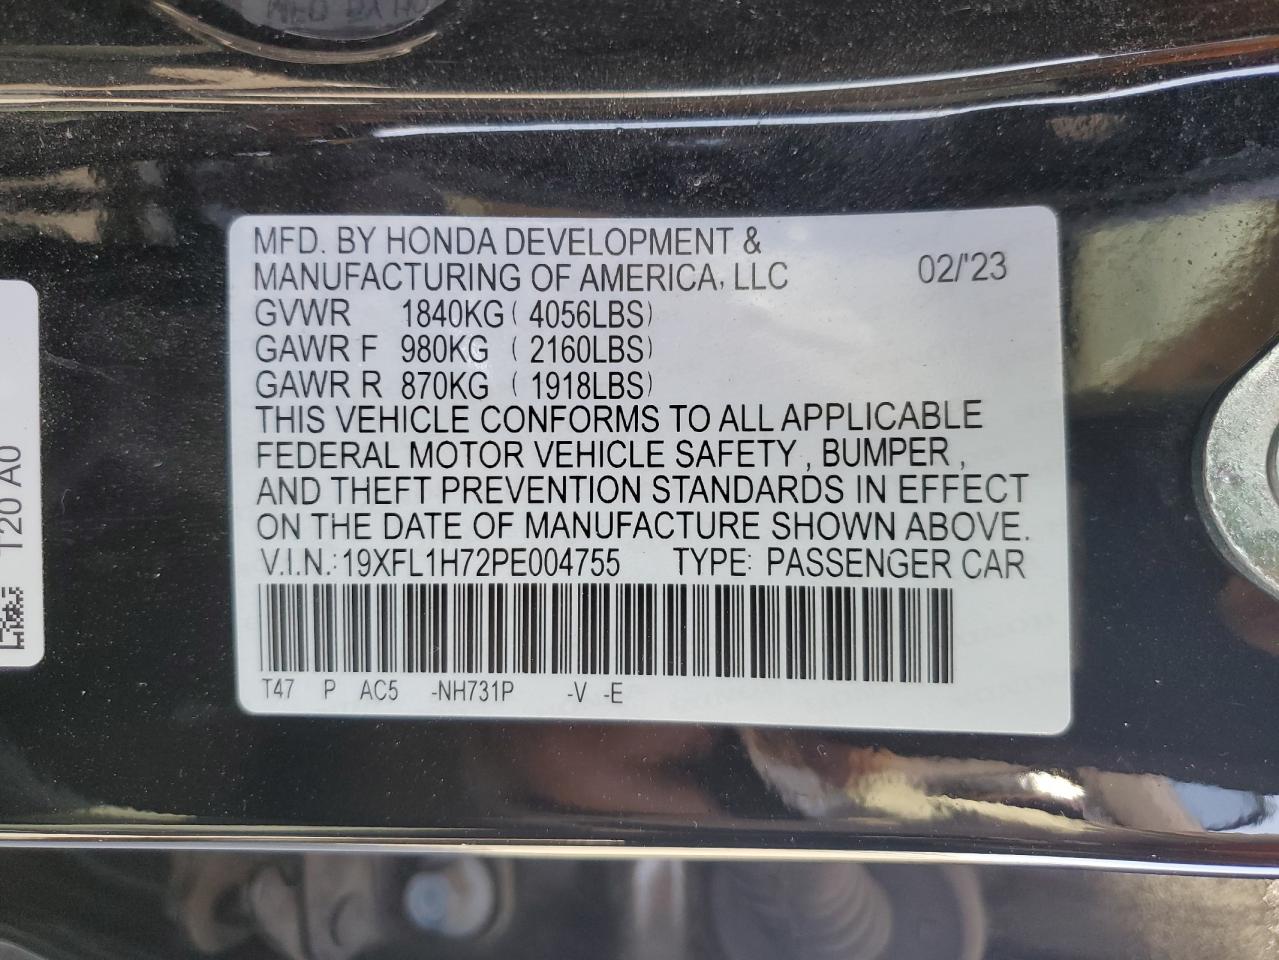 MFD. BY HONDA DEVELOPMENT &
MANUFACTURING OF AMERICA, LLC 02/'23
GVWR 1840KG ( 4056LBS)
GAWR F 980KG ( 2160LBS)
GAWR R 870KG ( 1918LBS)
THIS VEHICLE CONFORMS TO ALL APPLICABLE
FEDERAL MOTOR VEHICLE SAFETY , BUMPER ,
AND THEFT PREVENTION STANDARDS IN EFFECT
ON THE DATE OF MANUFACTURE SHOWN ABOVE.
V.I.N.: 19XFL1H72PE004755 TYPE: PASSENGER CAR
T47 P AC5 -NH731P -V -E
T20 A0